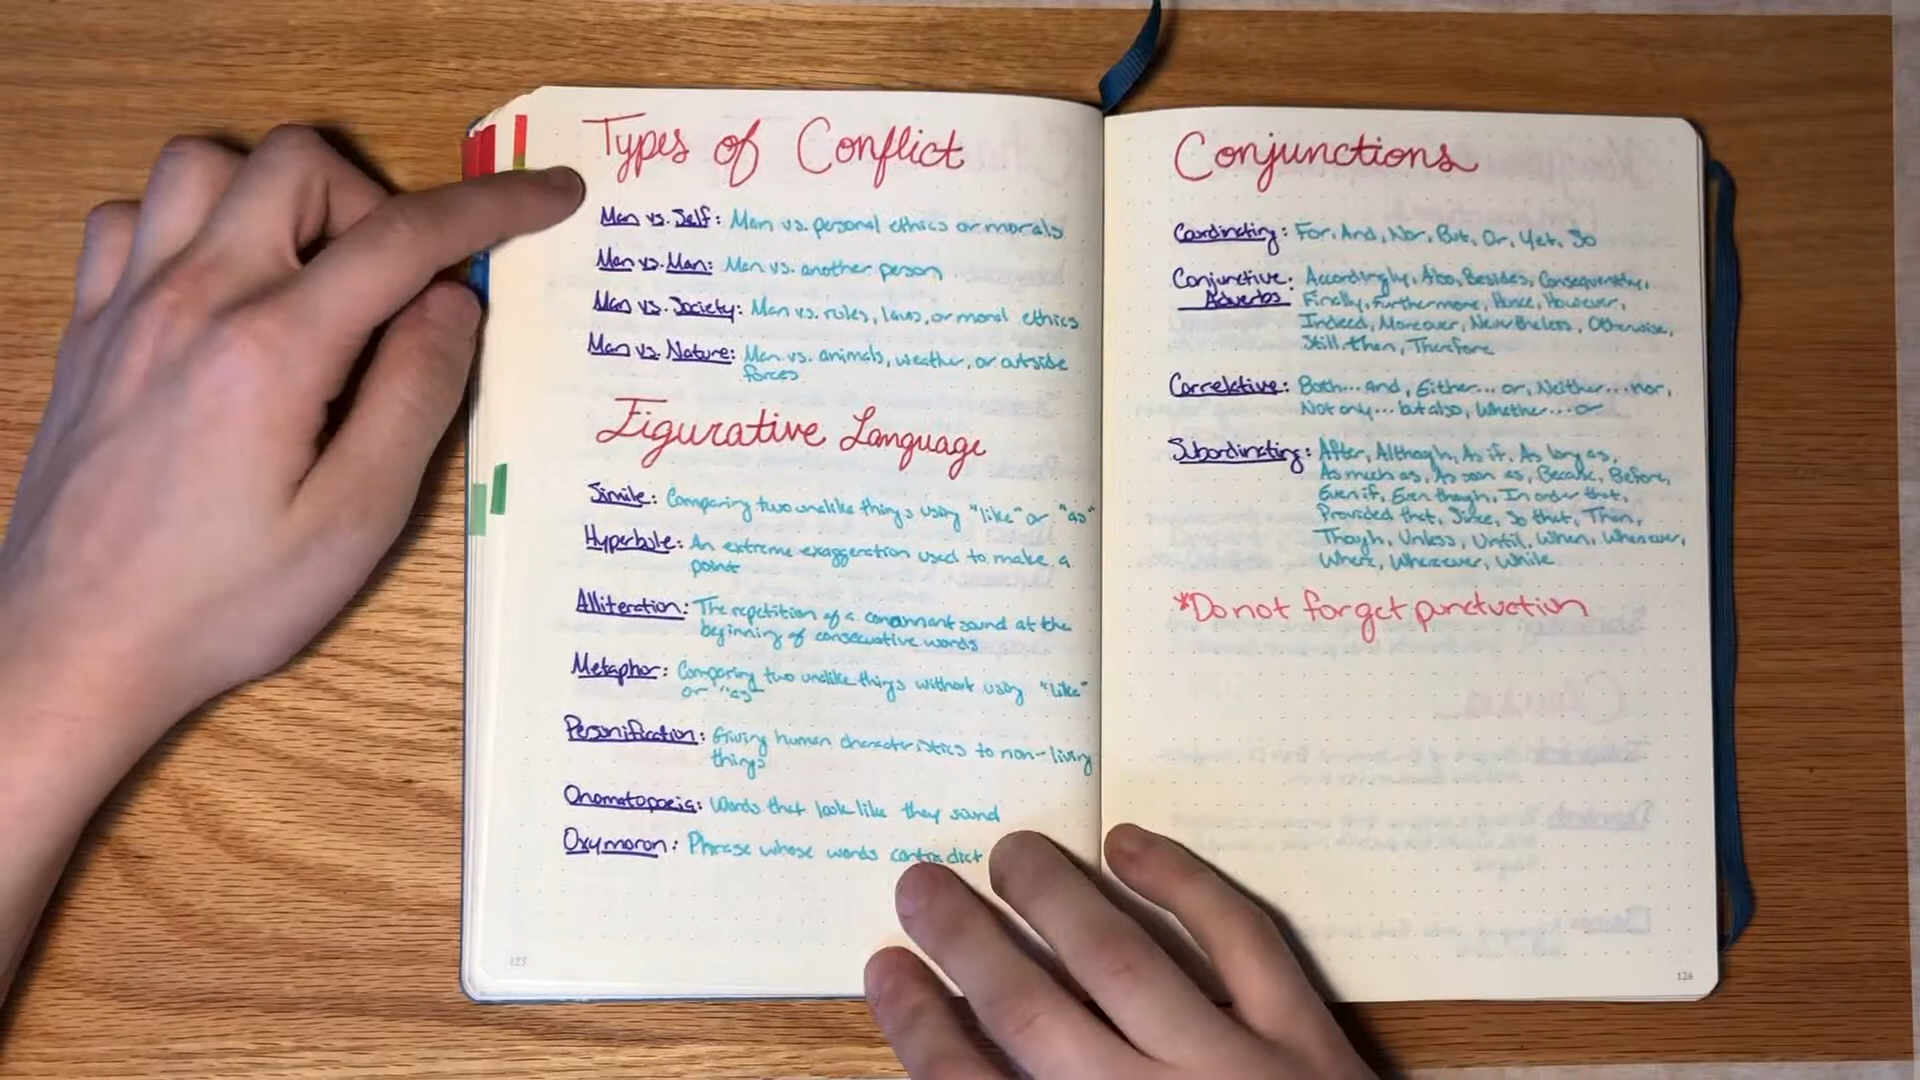 Types of Conflict
Man vs. Self: Man vs. personal ethics or morals
Man vs. Man: Man vs. another person
Man vs. Society: Man vs. rules, laws, or moral ethics
Man vs. Nature: Man vs. animals, weather, or outside
forces
Figurative Language
Simile: Comparing two unlike things using "like" or "as"
Hyperbole: An extreme exaggeration used to make a
point
Alliteration: The repetition of a consonant sound at the
beginning of consecutive words
Metaphor: Comparing two unlike things without using "like"
or "as"
Personification: Giving human characteristics to non-living
things
Onomatopoeia: Words that look like they sound
Oxymoron: Phrase whose words contradict
125
Conjunctions
Coordinating: For, And, Nor, But, Or, Yet, So
Conjunctive Adverbs: Accordingly, Also, Besides, Consequently,
Finally, Furthermore, Hence, However,
Indeed, Moreover, Nevertheless, Otherwise,
Still, then, Therefore
Correlative: Both... and, Either... or, Neither... nor,
Not only... but also, Whether... or
Subordinating: After, Although, As if, As long as,
As much as, As soon as, Because, Before,
Even if, Even though, In order that,
Provided that, Since, So that, Than,
Though, Unless, Until, When, Whenever,
Where, Wherever, While
*Do not forget punctuation
126